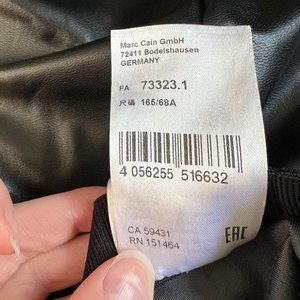 Marc Cain GmbH
72411 Bodelshausen
GERMANY
FA 73323.1
尺碼 165/68A
4 056255 516632
CA 59431
RN 151464
EAC